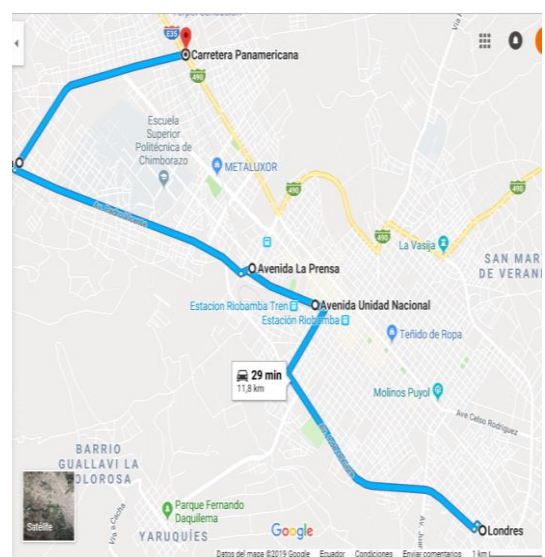 E35
Carretera Panamericana
490
Escuela
Superior
Politécnica de
Chimborazo
METALUXOR
490
490
490
La Vasija
SAN MAR
DE VERANI
Avenida La Prensa
Estacion Riobamba Tren
Avenida Unidad Nacional
Estación Riobamba
Teñido de Ropa
29 min
11,8 km
Molinos Puyol
Ave Celso Rodríguez
BARRIO
GUALLAVI LA
OLOROSA
Satélite
Parque Fernando
Daquilema
YARUQUÍES
Google
Londres
Datos del mapa ©2019 Google
Ecuador
Condiciones
Enviar comentarios
1 km